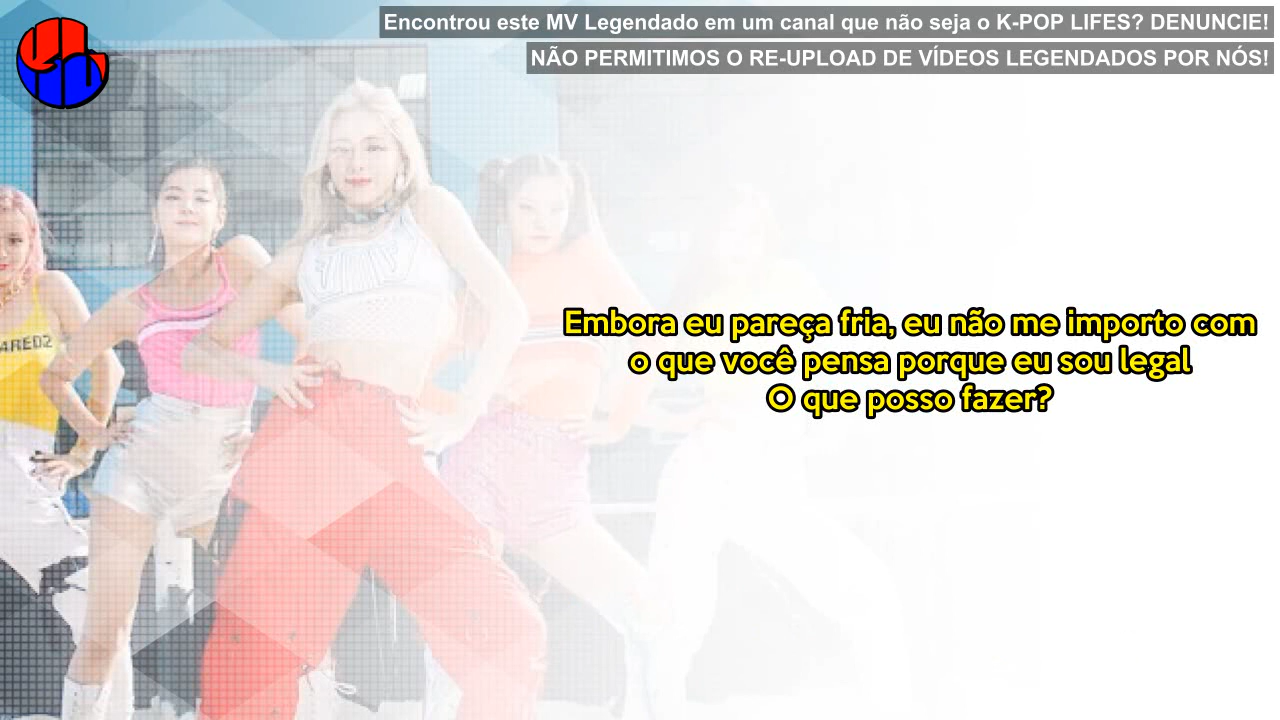 Encontrou este MV Legendado em um canal que não seja o K-POP LIFES? DENUNCIE!
NÃO PERMITIMOS O RE-UPLOAD DE VÍDEOS LEGENDADOS POR NÓS!
ARED2
Embora eu pareça fria, eu não me importo com
o que você pensa porque eu sou legal
O que posso fazer?